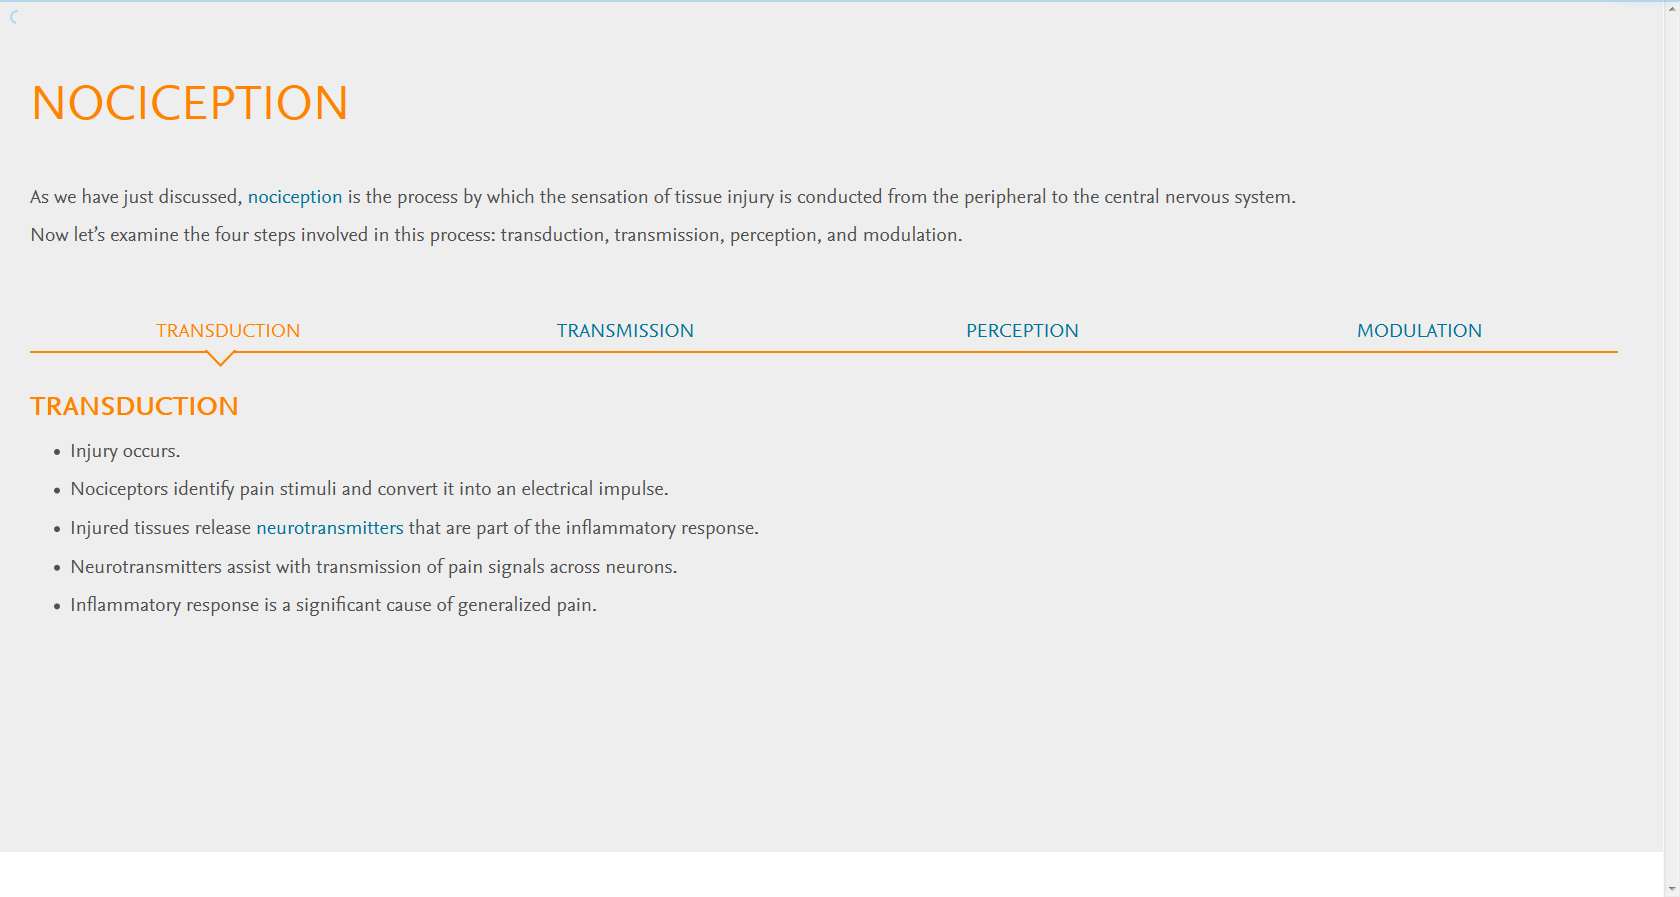 NOCICEPTION
As we have just discussed, nociception is the process by which the sensation of tissue injury is conducted from the peripheral to the central nervous system.
Now let’s examine the four steps involved in this process: transduction, transmission, perception, and modulation.
TRANSDUCTION
TRANSMISSION
PERCEPTION
MODULATION
TRANSDUCTION
• Injury occurs.
• Nociceptors identify pain stimuli and convert it into an electrical impulse.
• Injured tissues release neurotransmitters that are part of the inflammatory response.
• Neurotransmitters assist with transmission of pain signals across neurons.
• Inflammatory response is a significant cause of generalized pain.